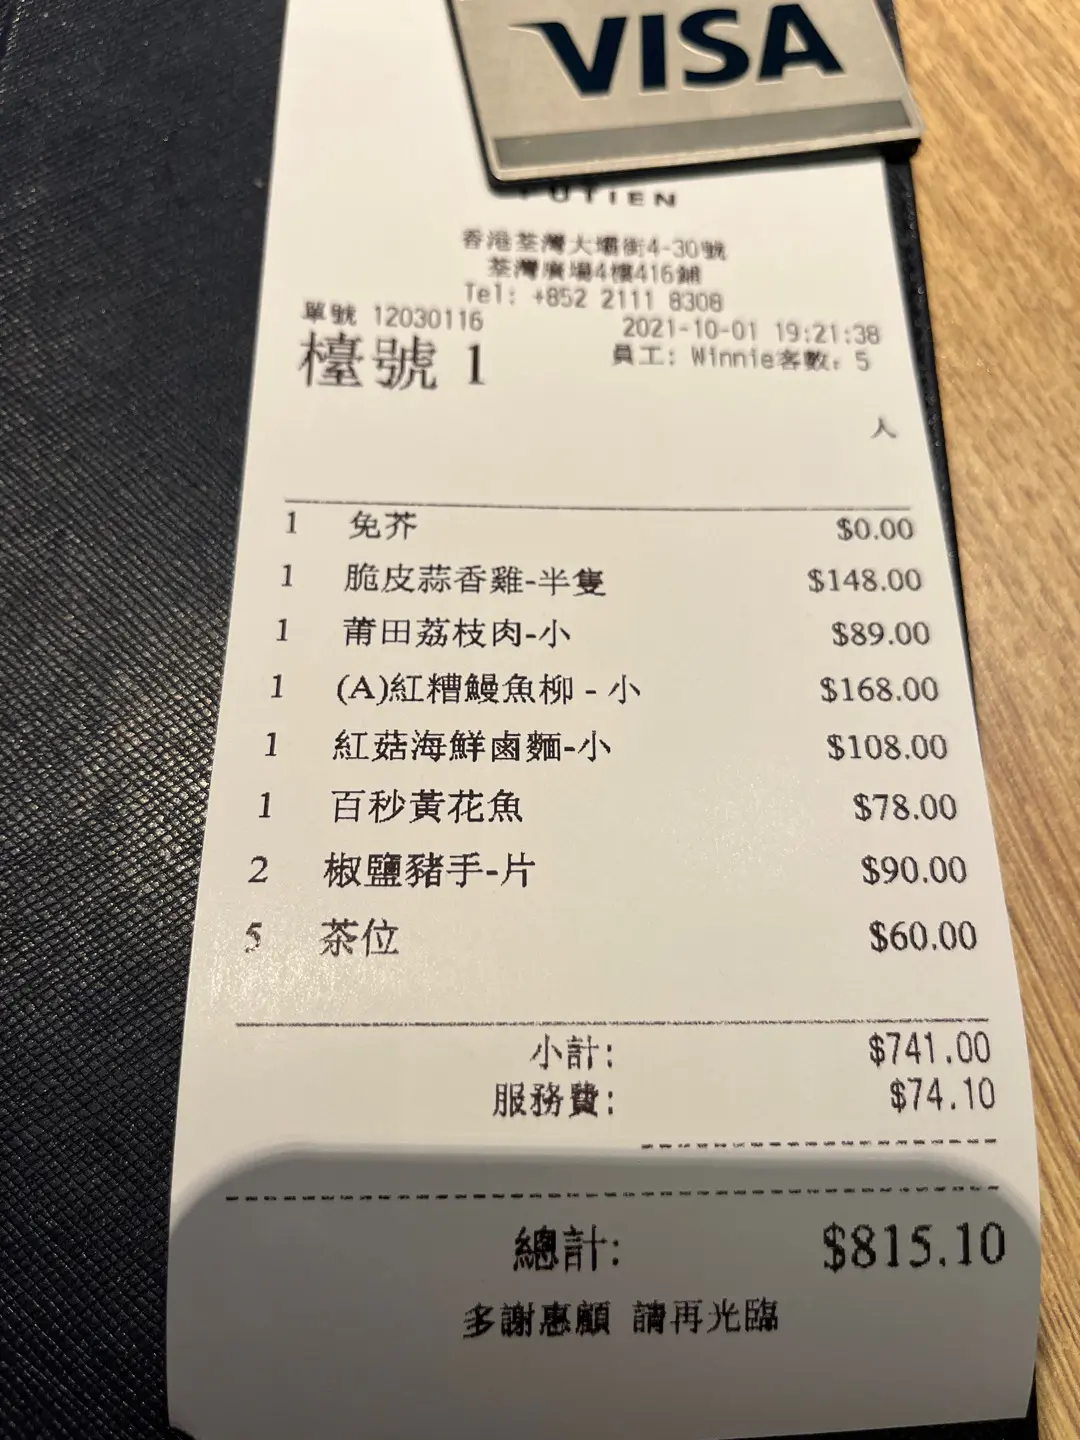 VISA
PUTIEN
香港荃灣大壩街4-30號
荃灣廣場4樓416鋪
Tel: +852 2111 8308
單號 12030116 2021-10-01 19:21:38
檯號 1 員工: Winnie客數: 5
人
1 免芥 $0.00
1 脆皮蒜香雞-半隻 $148.00
1 莆田荔枝肉-小 $89.00
1 (A)紅糟鰻魚柳 - 小 $168.00
1 紅菇海鮮鹵麵-小 $108.00
1 百秒黃花魚 $78.00
2 椒鹽豬手-片 $90.00
5 茶位 $60.00
小計: $741.00
服務費: $74.10
總計: $815.10
多謝惠顧 請再光臨